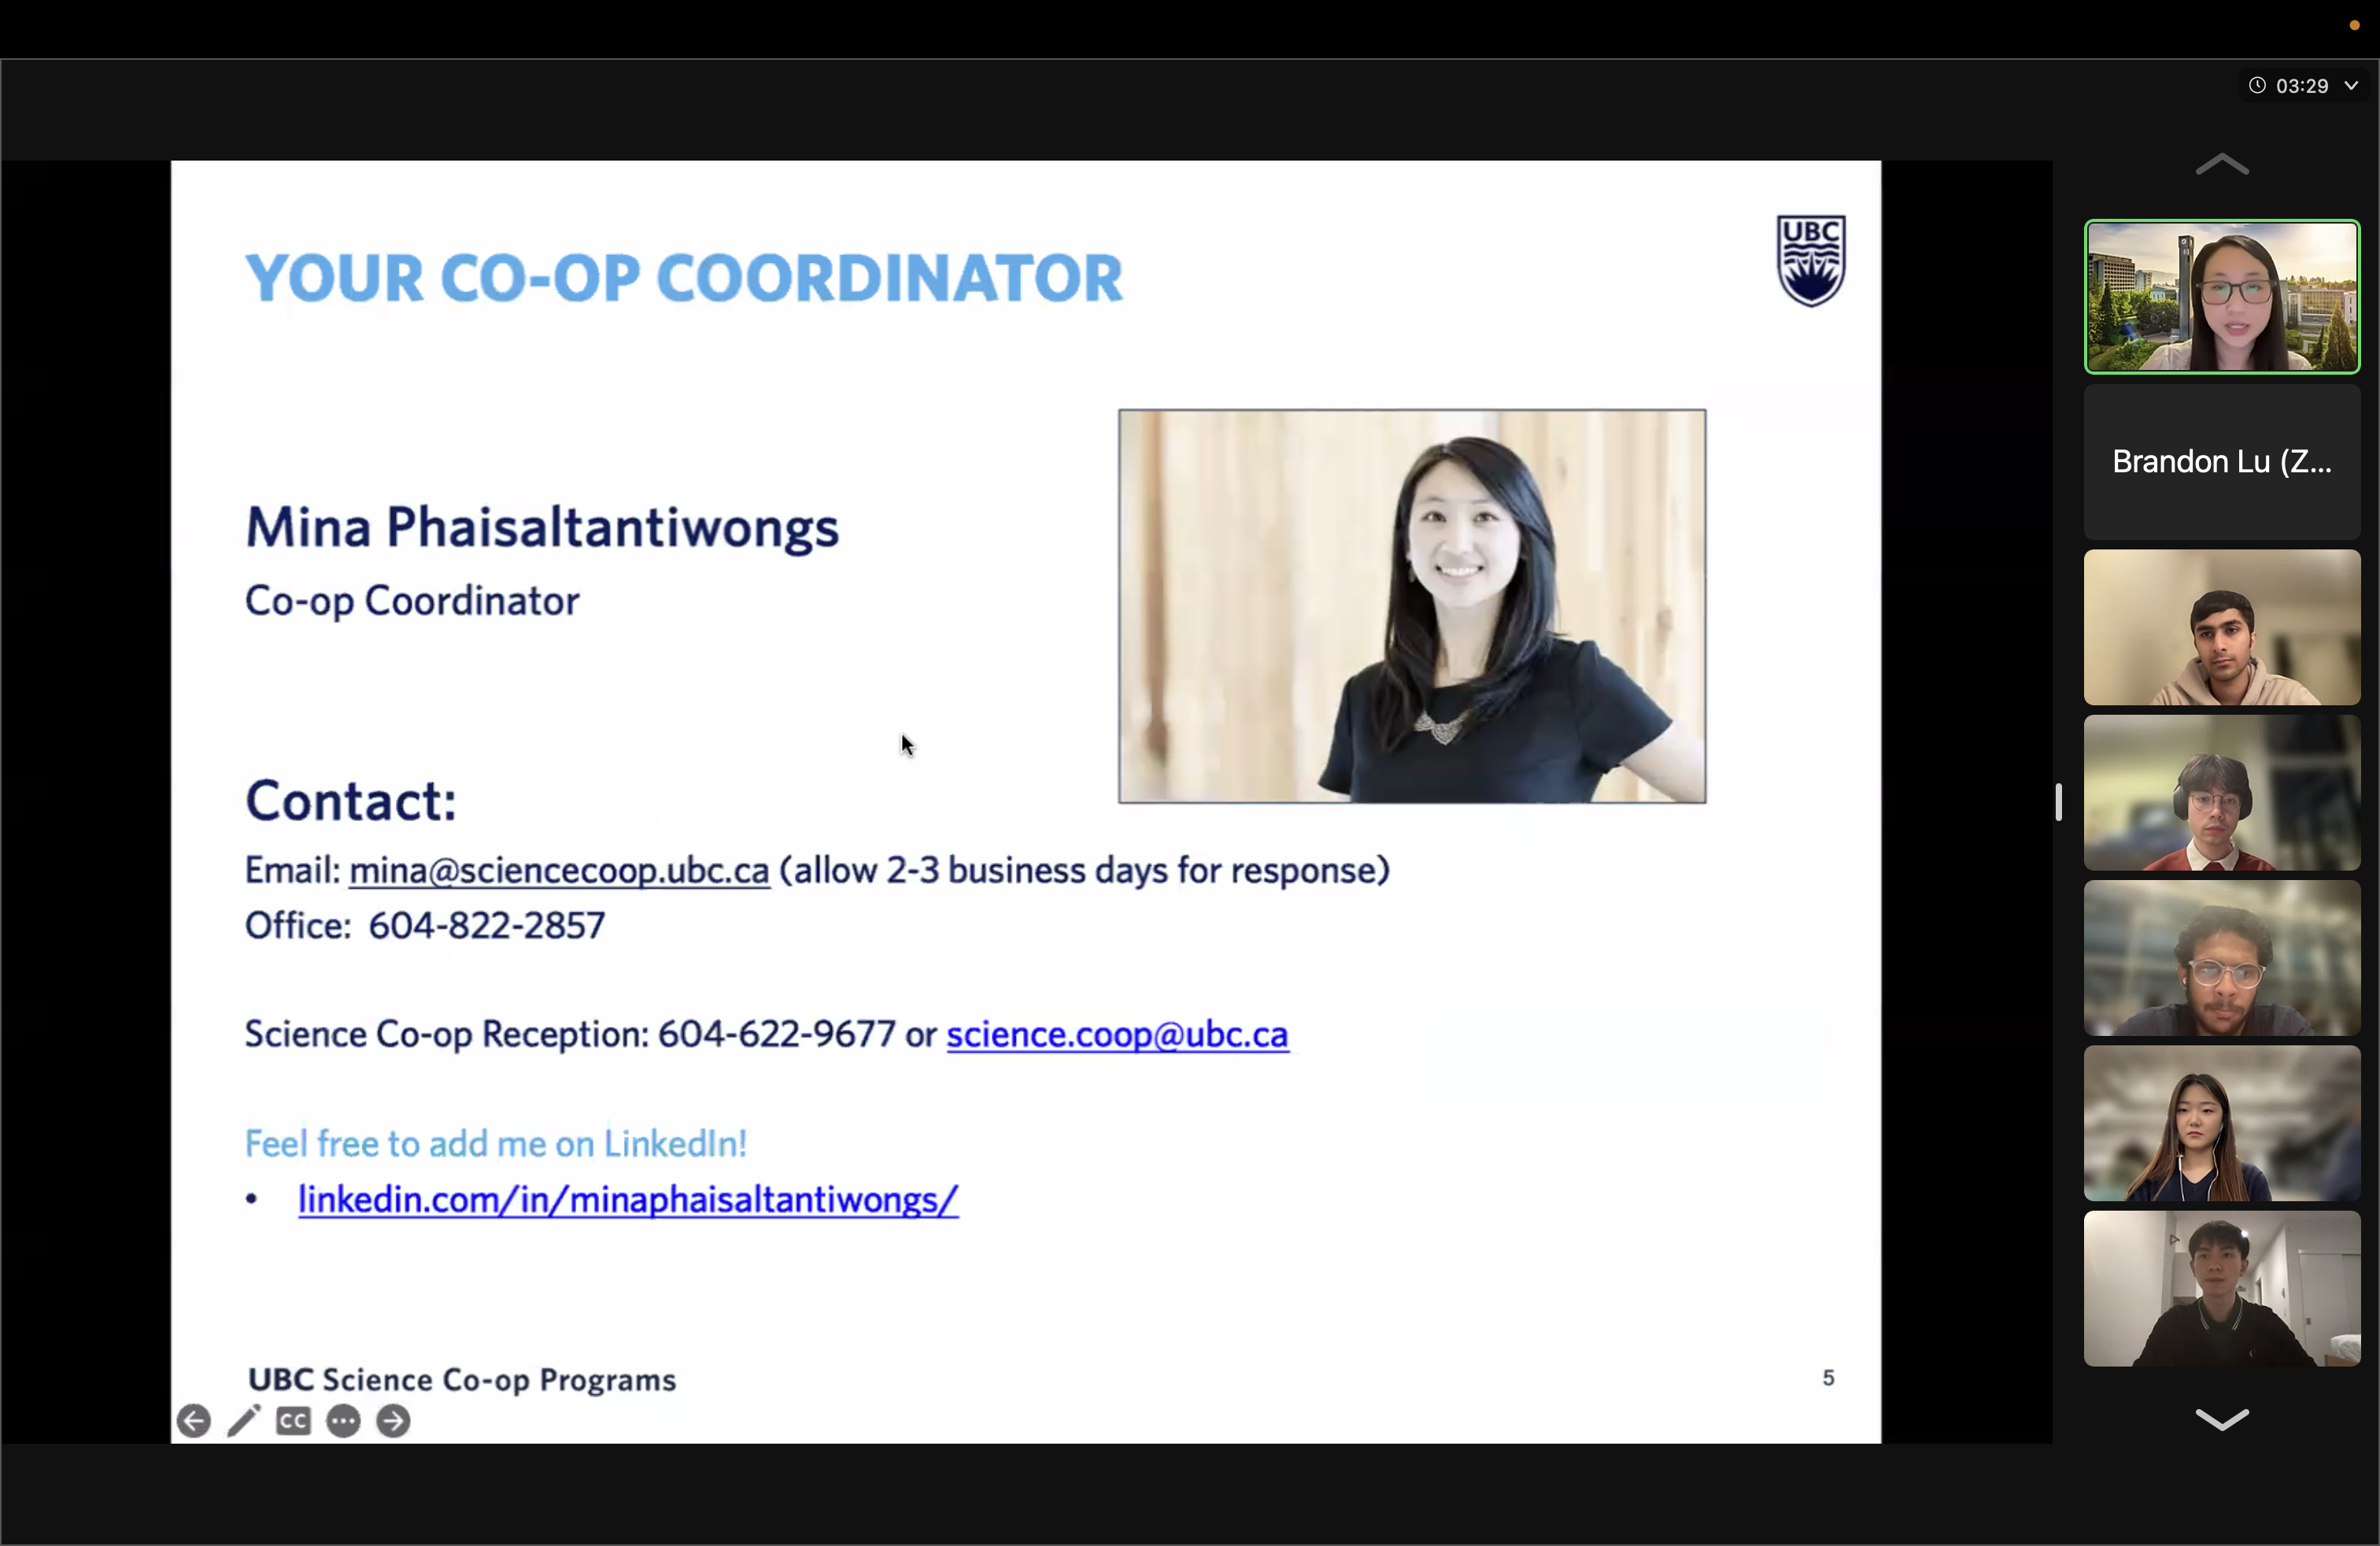 03:29
YOUR CO-OP COORDINATOR
UBC
Mina Phaisaltantiwongs
Co-op Coordinator
Contact:
Email: mina@sciencecoop.ubc.ca (allow 2-3 business days for response)
Office: 604-822-2857
Science Co-op Reception: 604-622-9677 or science.coop@ubc.ca
Feel free to add me on LinkedIn!
• linkedin.com/in/minaphaisaltantiwongs/
UBC Science Co-op Programs
5
CC
Brandon Lu (Z...